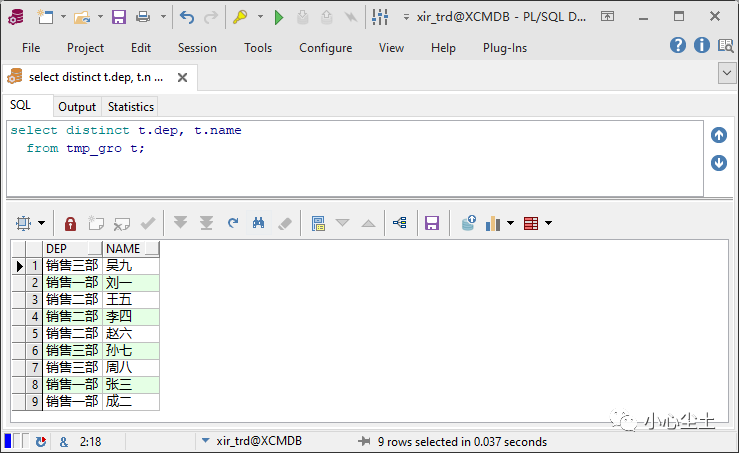 xir_trd@XCMDB - PL/SQL D...
File Project Edit Session Tools Configure View Help Plug-Ins
select distinct t.dep, t.n ...
SQL Output Statistics
select distinct t.dep, t.name
from tmp_gro t;
DEP NAME
1 销售三部 吴九
2 销售一部 刘一
3 销售二部 王五
4 销售二部 李四
5 销售二部 赵六
6 销售三部 孙七
7 销售三部 周八
8 销售一部 张三
9 销售一部 成二
小心尘土
& 2:18 xir_trd@XCMDB 9 rows selected in 0.037 seconds